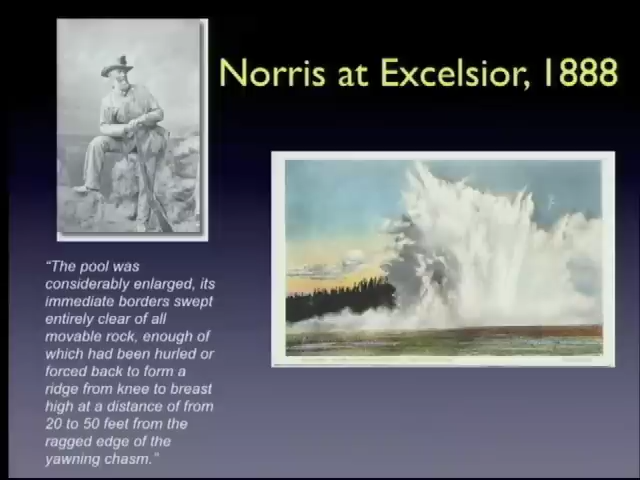 Norris at Excelsior, 1888
“The pool was
considerably enlarged, its
immediate borders swept
entirely clear of all
movable rock, enough of
which had been hurled or
forced back to form a
ridge from knee to breast
high at a distance of from
20 to 50 feet from the
ragged edge of the
yawning chasm.”